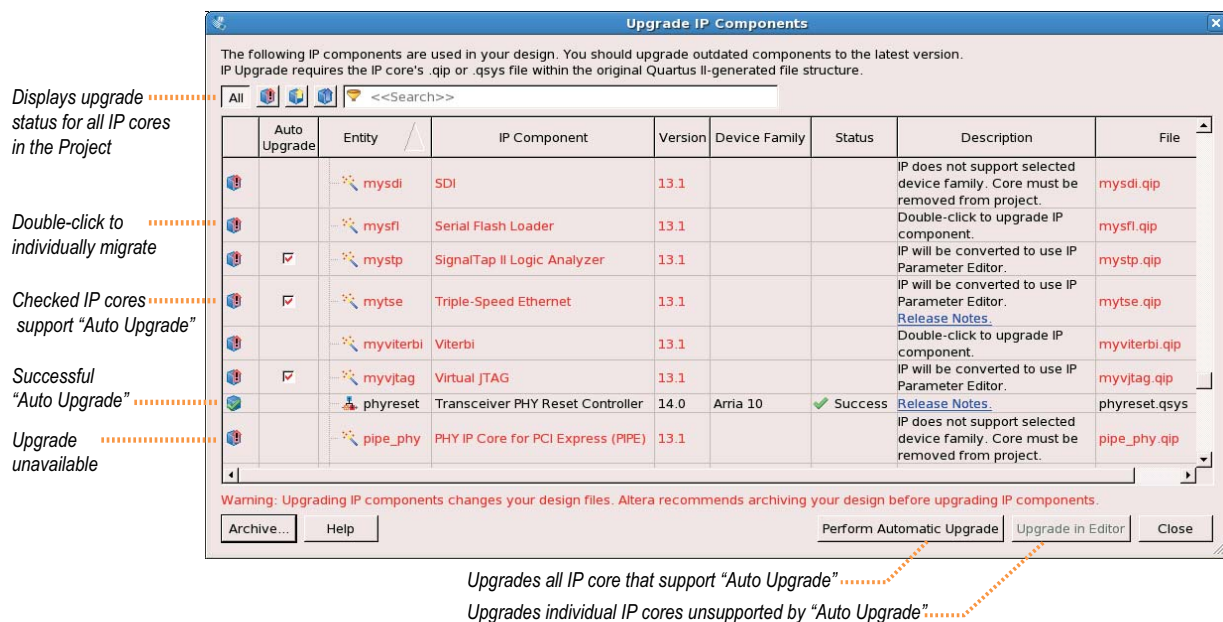 Upgrade IP Components
The following IP components are used in your design. You should upgrade outdated components to the latest version.
IP Upgrade requires the IP core's .qip or .qsys file within the original Quartus II-generated file structure.
Displays upgrade
status for all IP cores
in the Project
All
<<Search>>
Auto
Upgrade
Entity
IP Component
Version
Device Family
Status
Description
File
mysdi
SDI
13.1
IP does not support selected
device family. Core must be
removed from project.
mysdi.qip
Double-click to
individually migrate
mysfl
Serial Flash Loader
13.1
Double-click to upgrade IP
component.
mysfl.qip
mystp
SignalTap II Logic Analyzer
13.1
IP will be converted to use IP
Parameter Editor.
mystp.qip
Checked IP cores
support “Auto Upgrade”
mytse
Triple-Speed Ethernet
13.1
IP will be converted to use IP
Parameter Editor.
Release Notes.
mytse.qip
myviterbi
Viterbi
13.1
Double-click to upgrade IP
component.
myviterbi.qip
myvjtag
Virtual JTAG
13.1
IP will be converted to use IP
Parameter Editor.
myvjtag.qip
Successful
“Auto Upgrade”
phyreset
Transceiver PHY Reset Controller
14.0
Arria 10
Success
Release Notes.
phyreset.qsys
Upgrade
unavailable
pipe_phy
PHY IP Core for PCI Express (PIPE)
13.1
IP does not support selected
device family. Core must be
removed from project.
pipe_phy.qip
Warning: Upgrading IP components changes your design files. Altera recommends archiving your design before upgrading IP components.
Archive...
Help
Perform Automatic Upgrade
Upgrade in Editor
Close
Upgrades all IP core that support “Auto Upgrade”
Upgrades individual IP cores unsupported by “Auto Upgrade”